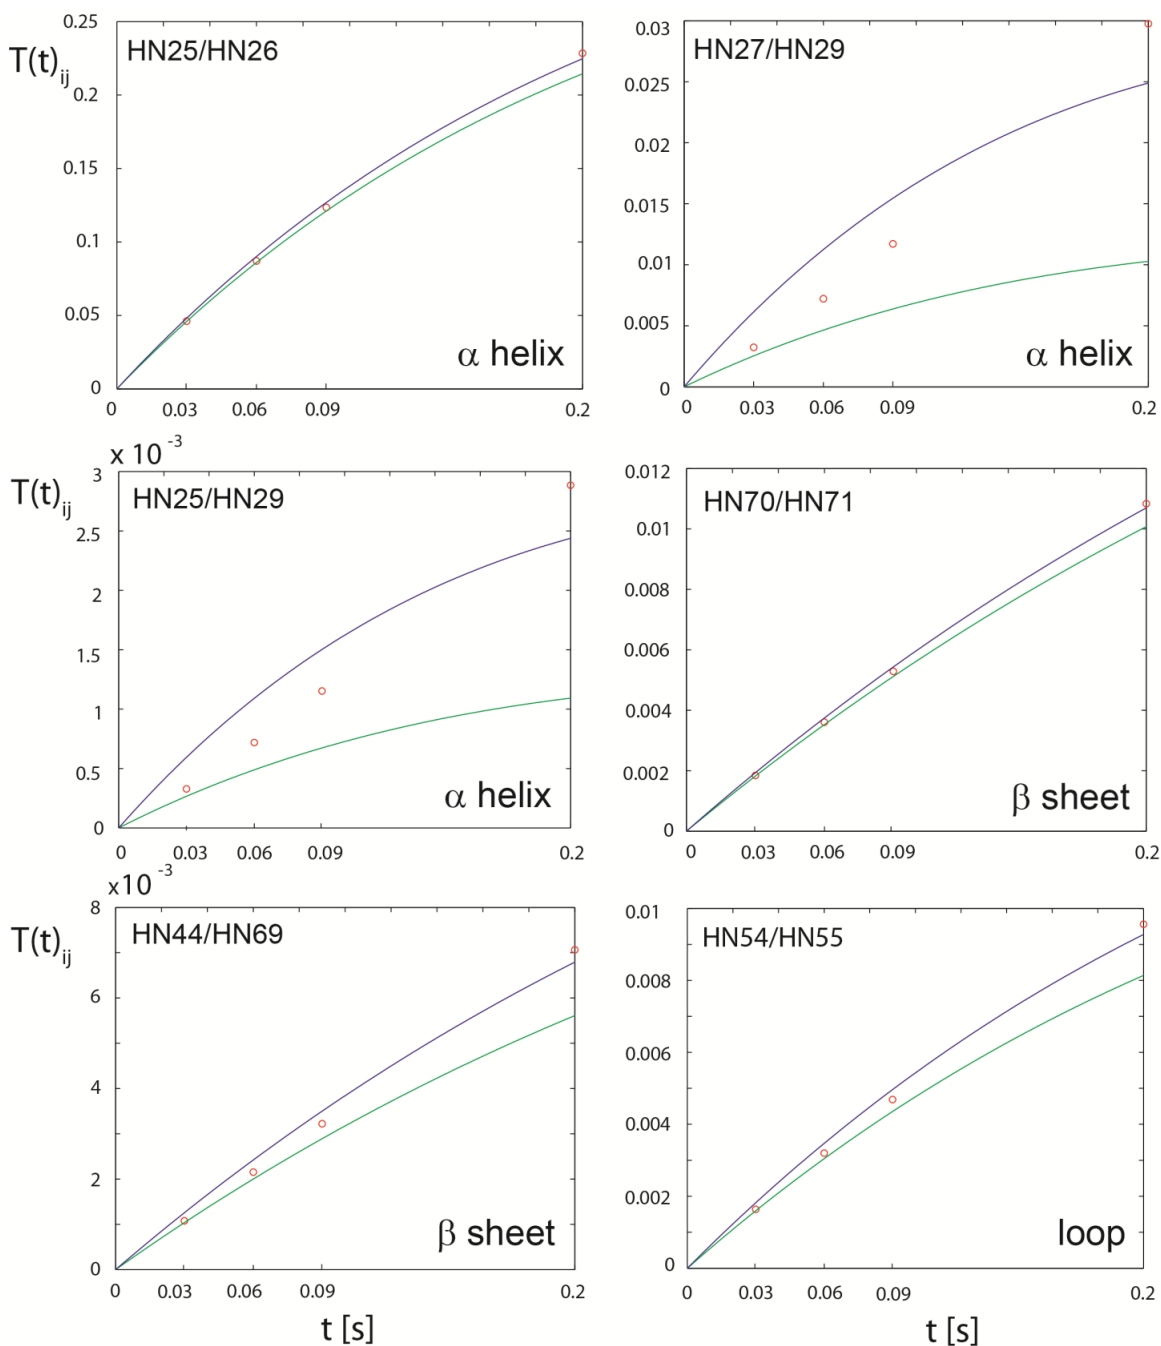 T(t)ij
HN25/HN26
0.25
0.2
0.15
0.1
0.05
0
α helix
0 0.03 0.06 0.09 0.2
HN27/HN29
0.03
0.025
0.02
0.015
0.01
0.005
0
α helix
0 0.03 0.06 0.09 0.2
x 10 -3
T(t)ij
HN25/HN29
3
2.5
2
1.5
1
0.5
0
α helix
0 0.03 0.06 0.09 0.2
HN70/HN71
0.012
0.01
0.008
0.006
0.004
0.002
0
β sheet
0 0.03 0.06 0.09 0.2
x10 -3
T(t)ij
HN44/HN69
8
6
4
2
0
β sheet
0 0.03 0.06 0.09 0.2
t [s]
HN54/HN55
0.01
0.008
0.006
0.004
0.002
0
loop
0 0.03 0.06 0.09 0.2
t [s]